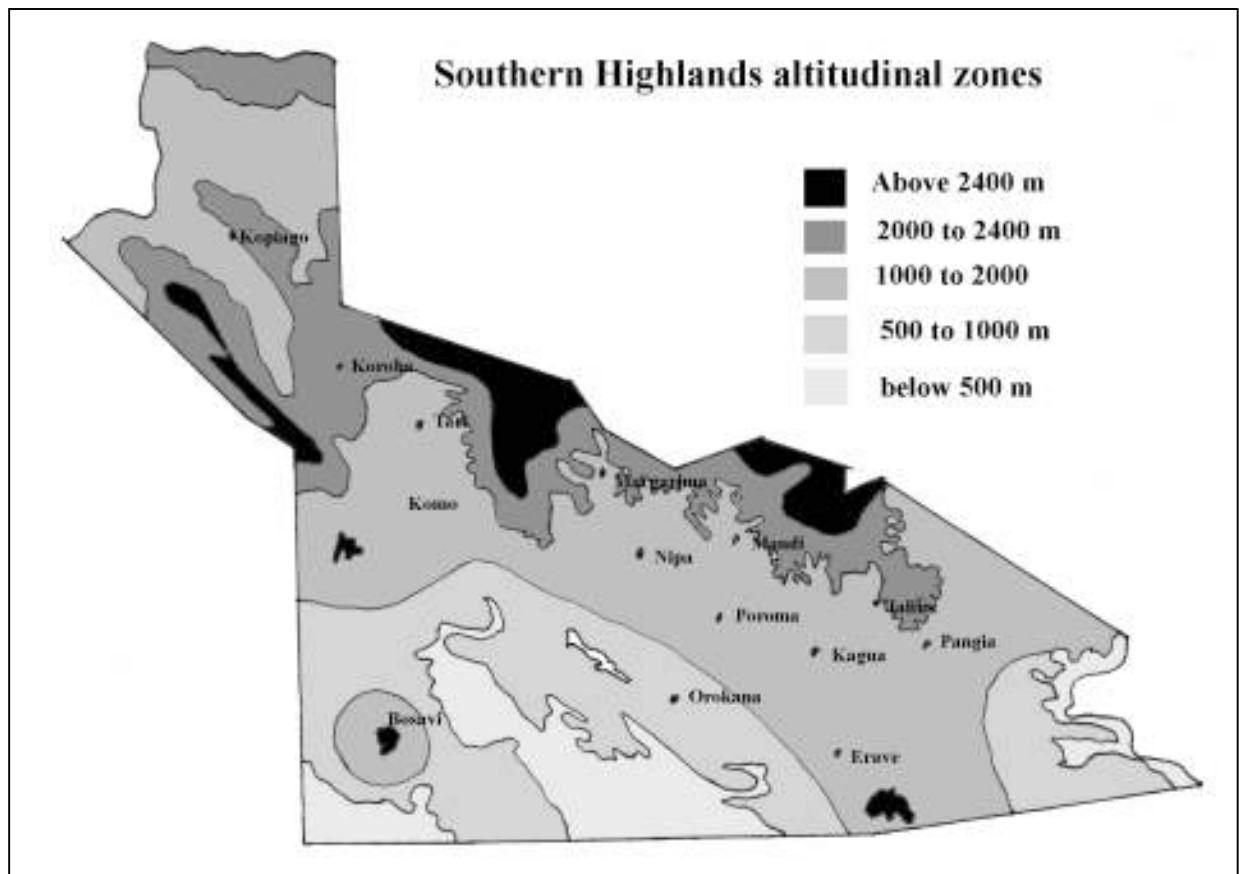 Southern Highlands altitudinal zones
Above 2400 m
2000 to 2400 m
1000 to 2000
500 to 1000 m
below 500 m
Kopiago
Koroba
Tari
Margarima
Komo
Nipa
Mendi
Poroma
Kagua
Pangia
Orokana
Bosavi
Erave